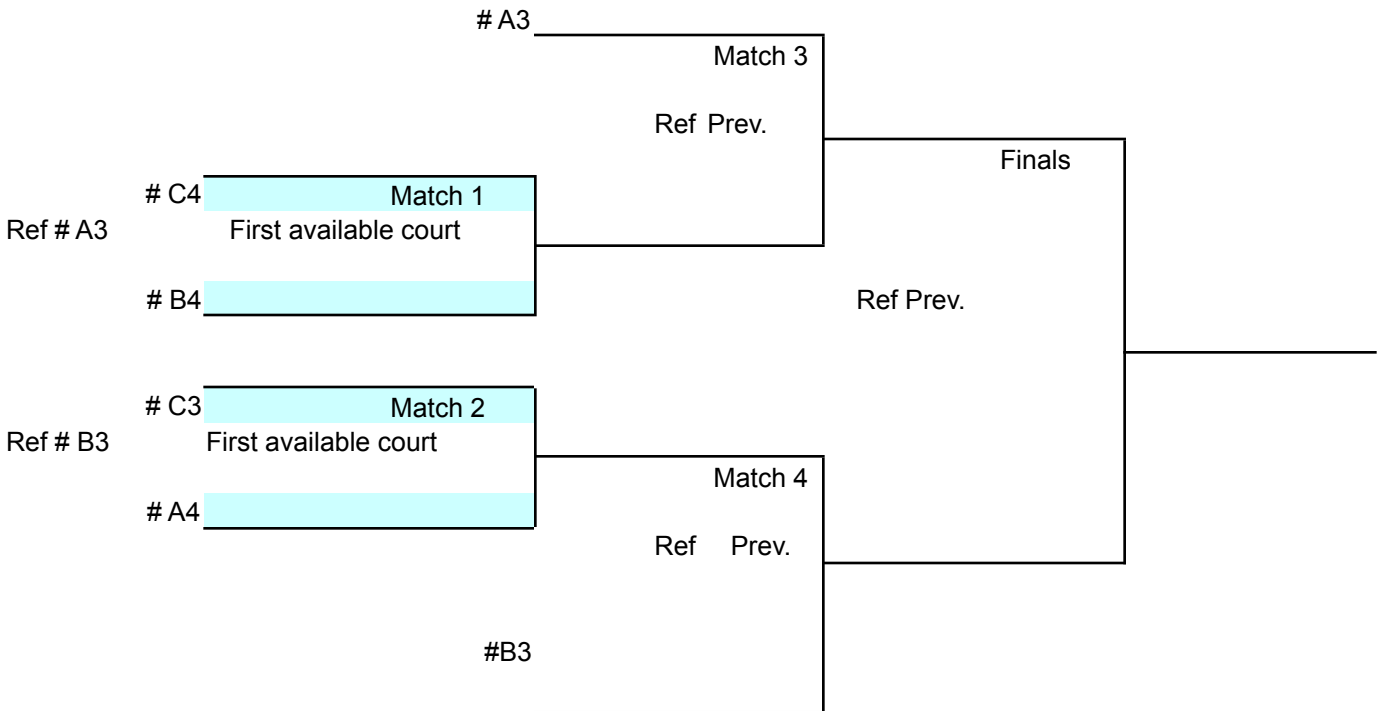 # A3
Match 3
Ref Prev.
Finals
# C4 Match 1
Ref # A3 First available court
# B4
Ref Prev.
# C3 Match 2
Ref # B3 First available court
Match 4
# A4
Ref Prev.
#B3